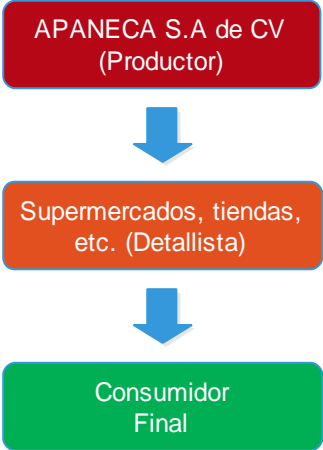 APANECA S.A de CV
(Productor)
Supermercados, tiendas,
etc. (Detallista)
Consumidor
Final